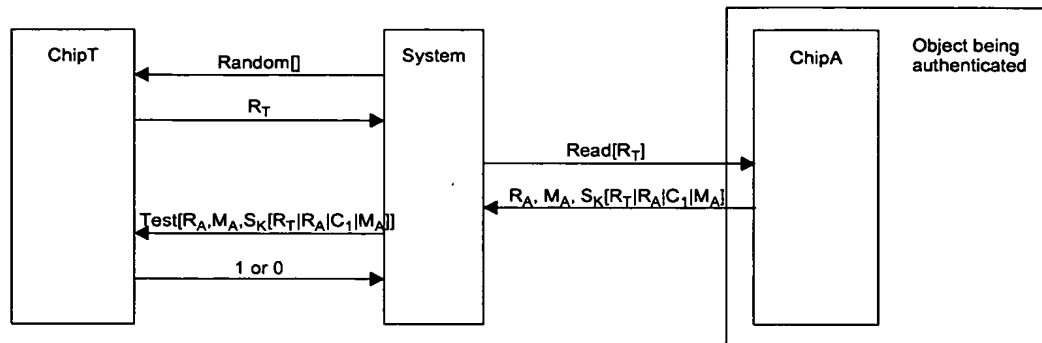 ChipT
System
ChipA
Object being
authenticated
Random[]
R_T
Read[R_T]
R_A, M_A, S_K[R_T|R_A|C_1|M_A]
Test[R_A,M_A,S_K[R_T|R_A|C_1|M_A]]
1 or 0